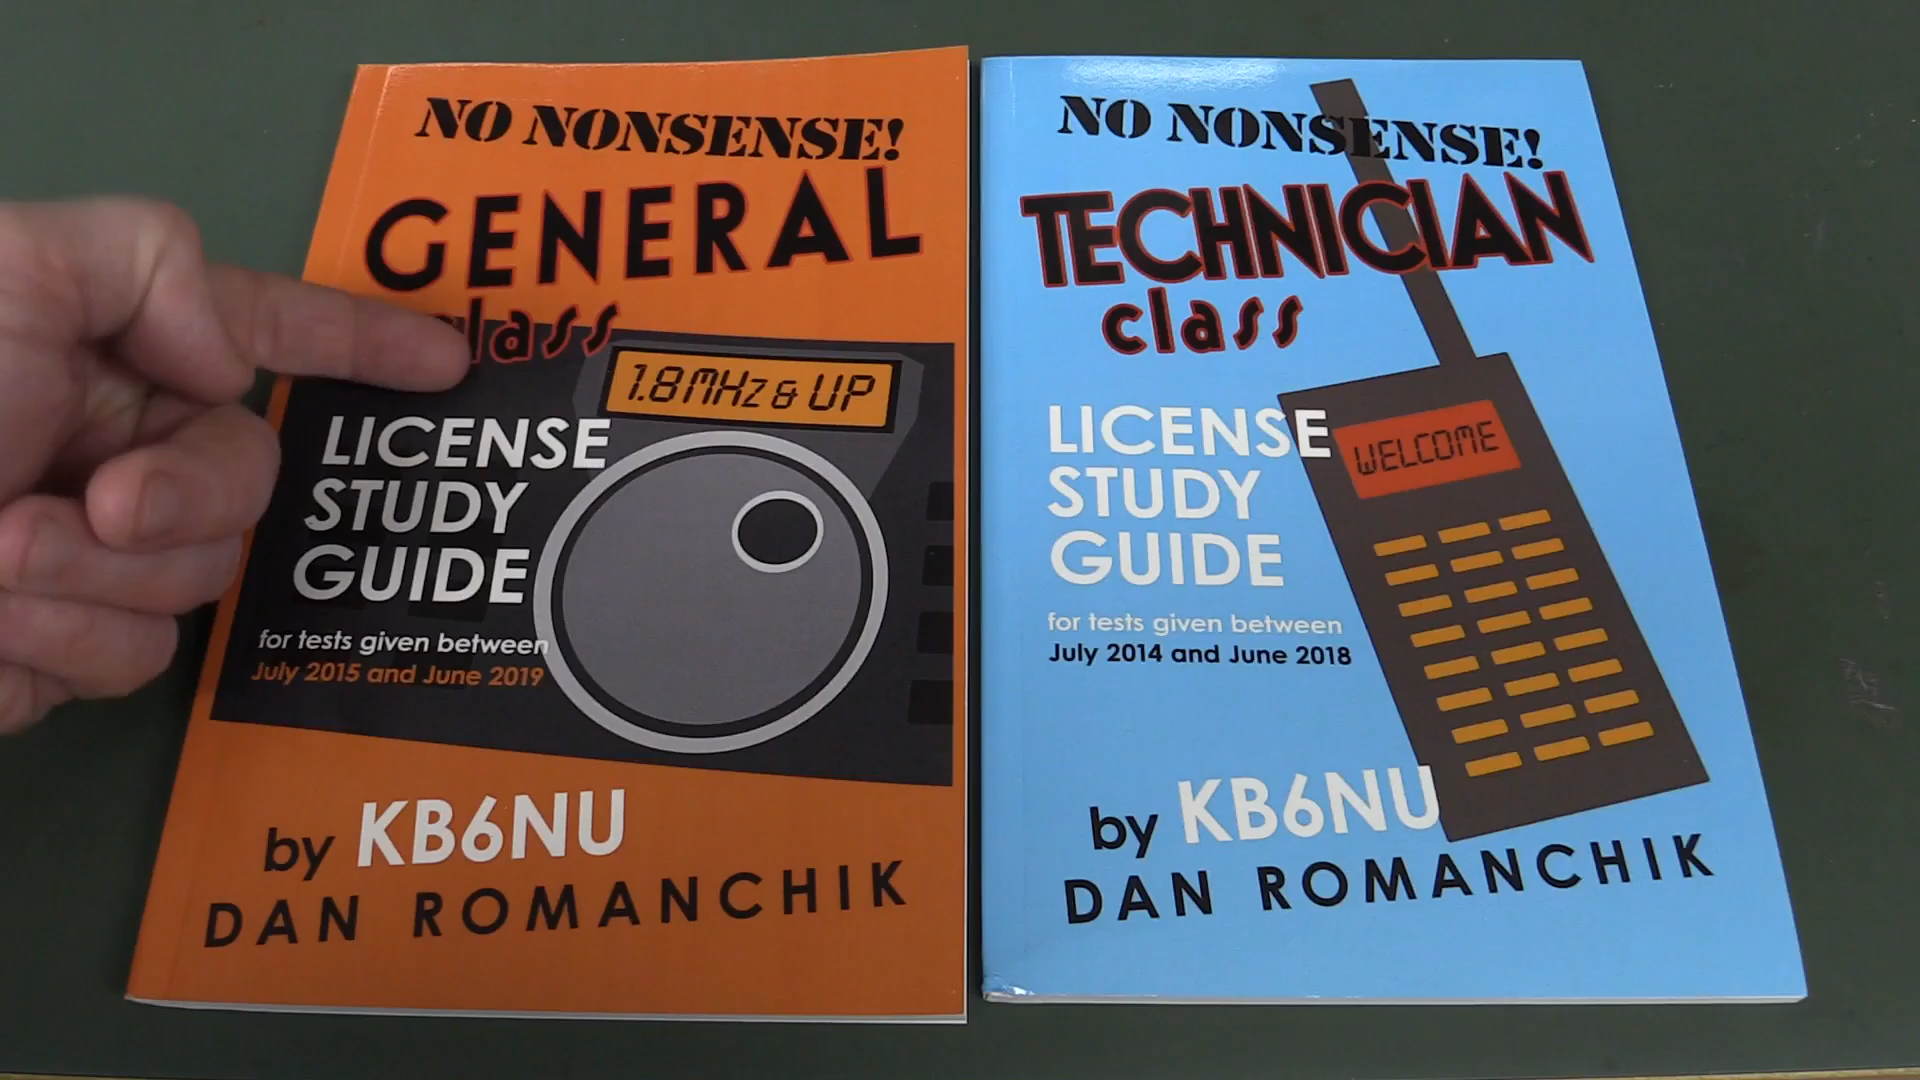 NO NONSENSE!
GENERAL
class
1.8MHz & UP
LICENSE
STUDY
GUIDE
for tests given between
July 2015 and June 2019
by KB6NU
DAN ROMANCHIK
NO NONSENSE!
TECHNICIAN
class
WELCOME
LICENSE
STUDY
GUIDE
for tests given between
July 2014 and June 2018
by KB6NU
DAN ROMANCHIK